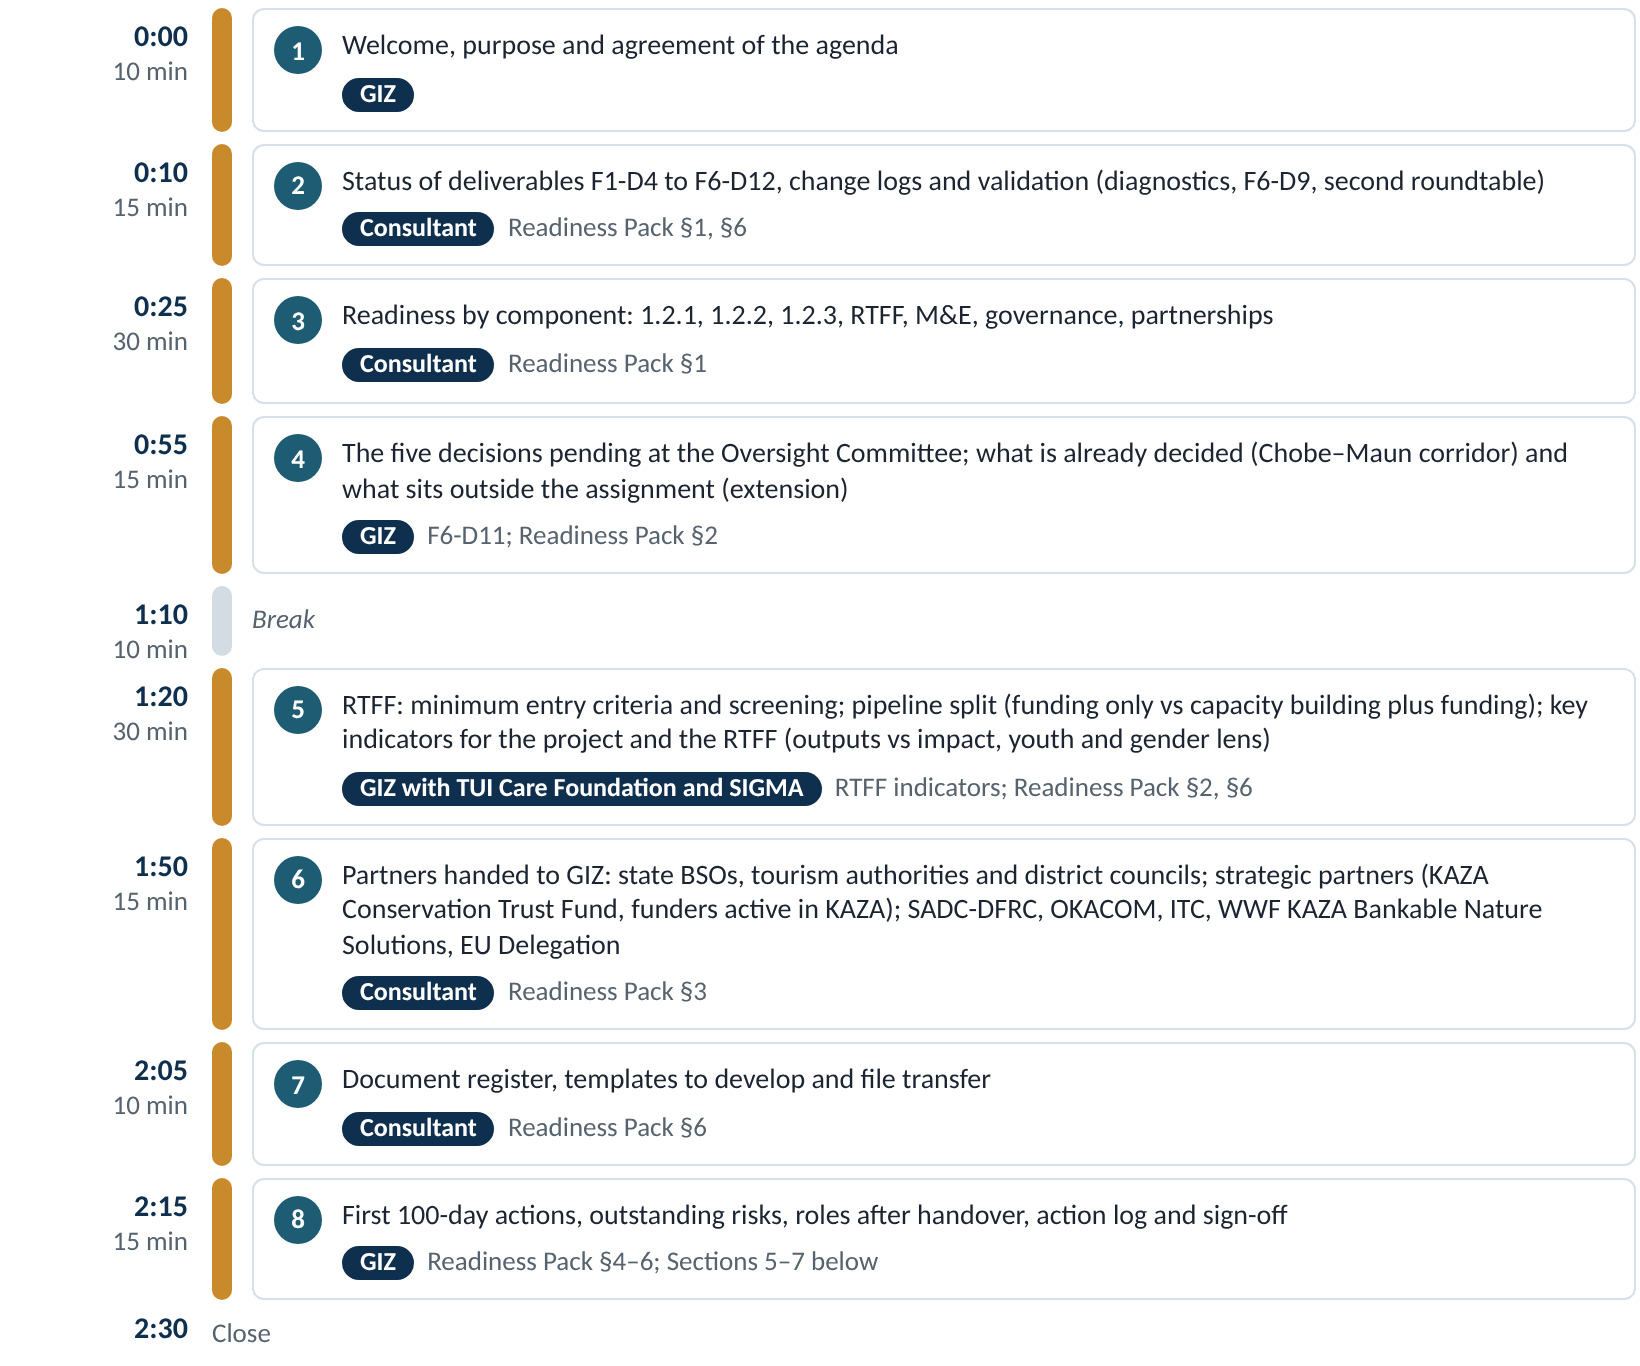 0:00
10 min
1
Welcome, purpose and agreement of the agenda
GIZ
0:10
15 min
2
Status of deliverables F1-D4 to F6-D12, change logs and validation (diagnostics, F6-D9, second roundtable)
Consultant Readiness Pack §1, §6
0:25
30 min
3
Readiness by component: 1.2.1, 1.2.2, 1.2.3, RTFF, M&E, governance, partnerships
Consultant Readiness Pack §1
0:55
15 min
4
The five decisions pending at the Oversight Committee; what is already decided (Chobe–Maun corridor) and
what sits outside the assignment (extension)
GIZ F6-D11; Readiness Pack §2
1:10
10 min
Break
1:20
30 min
5
RTFF: minimum entry criteria and screening; pipeline split (funding only vs capacity building plus funding); key
indicators for the project and the RTFF (outputs vs impact, youth and gender lens)
GIZ with TUI Care Foundation and SIGMA RTFF indicators; Readiness Pack §2, §6
1:50
15 min
6
Partners handed to GIZ: state BSOs, tourism authorities and district councils; strategic partners (KAZA
Conservation Trust Fund, funders active in KAZA); SADC-DFRC, OKACOM, ITC, WWF KAZA Bankable Nature
Solutions, EU Delegation
Consultant Readiness Pack §3
2:05
10 min
7
Document register, templates to develop and file transfer
Consultant Readiness Pack §6
2:15
15 min
8
First 100-day actions, outstanding risks, roles after handover, action log and sign-off
GIZ Readiness Pack §4–6; Sections 5–7 below
2:30 Close